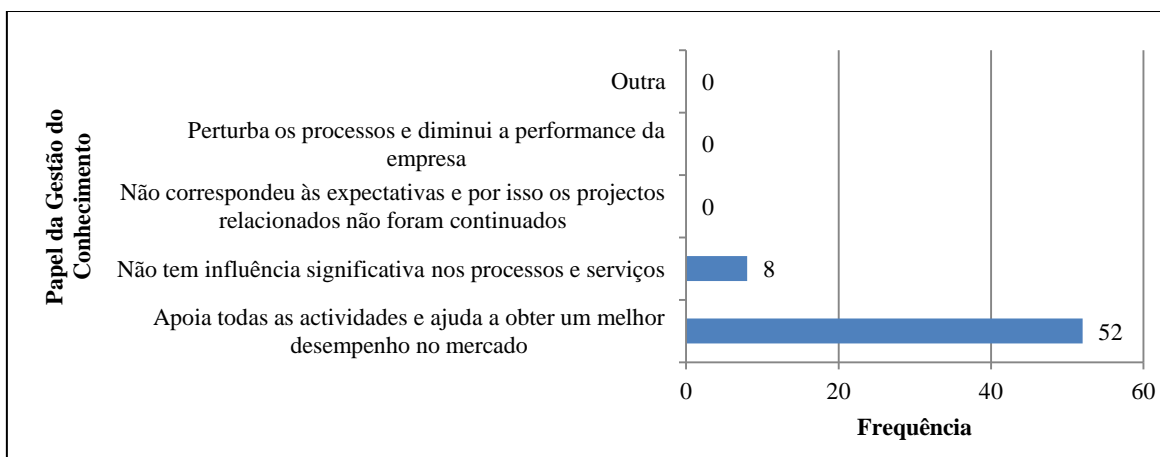 Papel da Gestão do
Conhecimento
Outra
0
Perturba os processos e diminui a performance da
empresa
0
Não correspondeu às expectativas e por isso os projectos
relacionados não foram continuados
0
Não tem influência significativa nos processos e serviços
8
Apoia todas as actividades e ajuda a obter um melhor
desempenho no mercado
52
0
20
40
60
Frequência